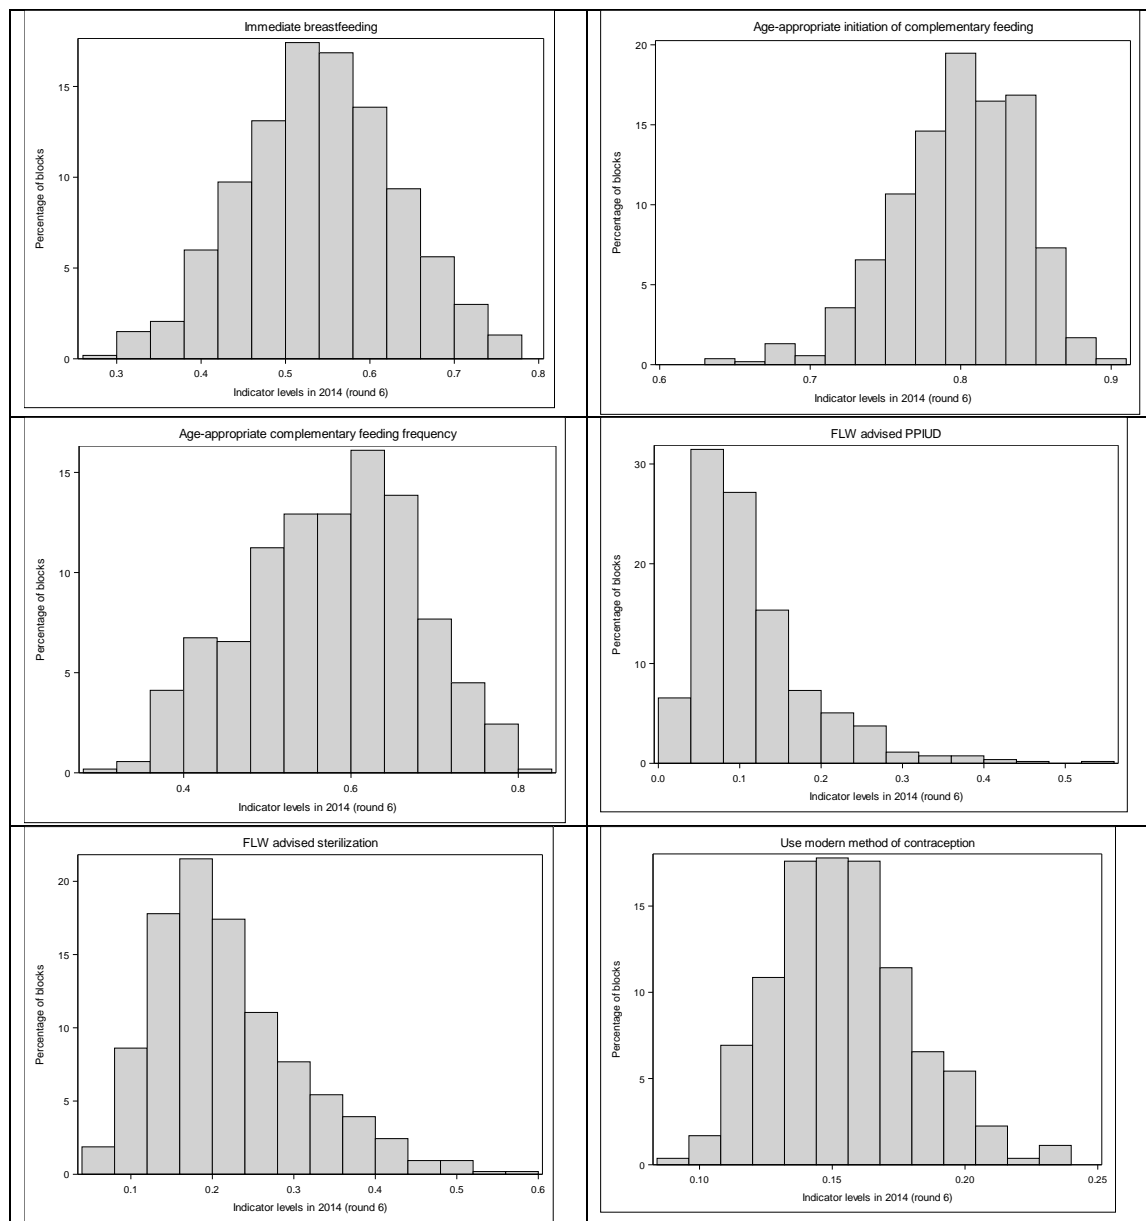 Immediate breastfeeding
Percentage of blocks
15
10
5
0
0.3 0.4 0.5 0.6 0.7 0.8
Indicator levels in 2014 (round 6)
Age-appropriate initiation of complementary feeding
Percentage of blocks
20
15
10
5
0
0.6 0.7 0.8 0.9
Indicator levels in 2014 (round 6)
Age-appropriate complementary feeding frequency
Percentage of blocks
15
10
5
0
0.4 0.6 0.8
Indicator levels in 2014 (round 6)
FLW advised PPIUD
Percentage of blocks
30
20
10
0
0.0 0.1 0.2 0.3 0.4 0.5
Indicator levels in 2014 (round 6)
FLW advised sterilization
Percentage of blocks
20
15
10
5
0
0.1 0.2 0.3 0.4 0.5 0.6
Indicator levels in 2014 (round 6)
Use modern method of contraception
Percentage of blocks
15
10
5
0
0.10 0.15 0.20 0.25
Indicator levels in 2014 (round 6)